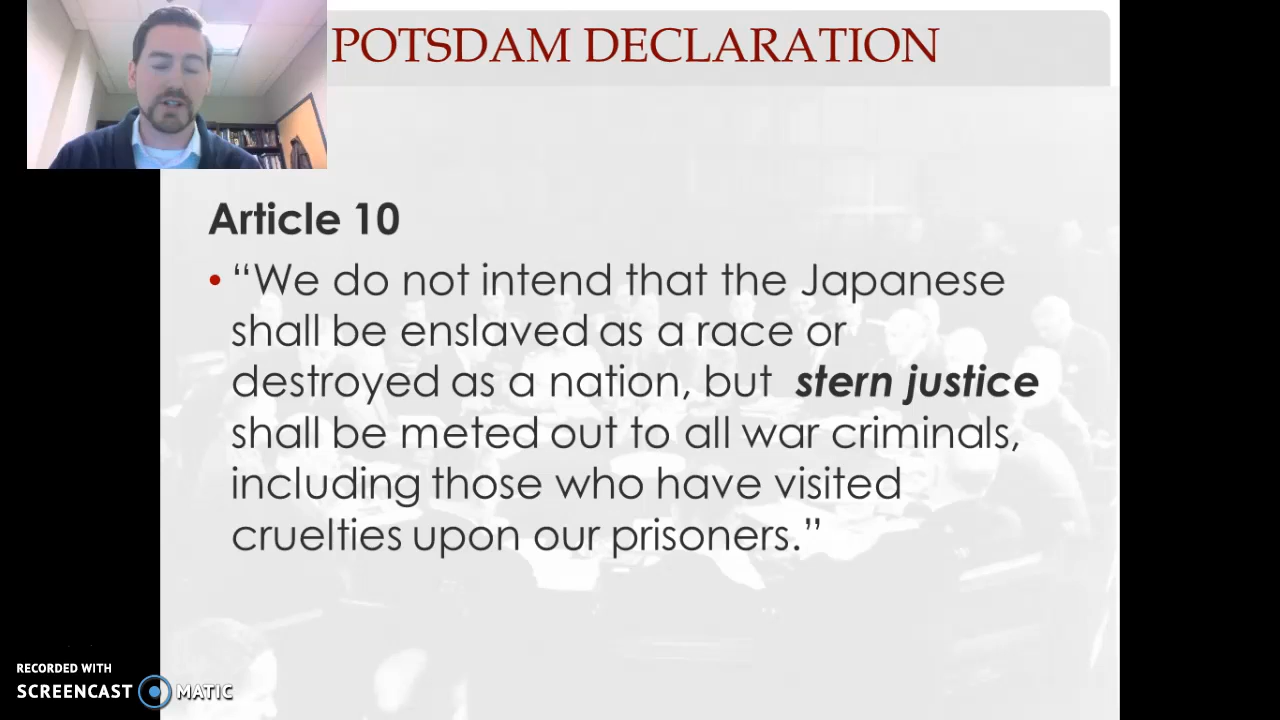 POTSDAM DECLARATION
Article 10
• “We do not intend that the Japanese
shall be enslaved as a race or
destroyed as a nation, but stern justice
shall be meted out to all war criminals,
including those who have visited
cruelties upon our prisoners.”
RECORDED WITH
SCREENCAST MATIC